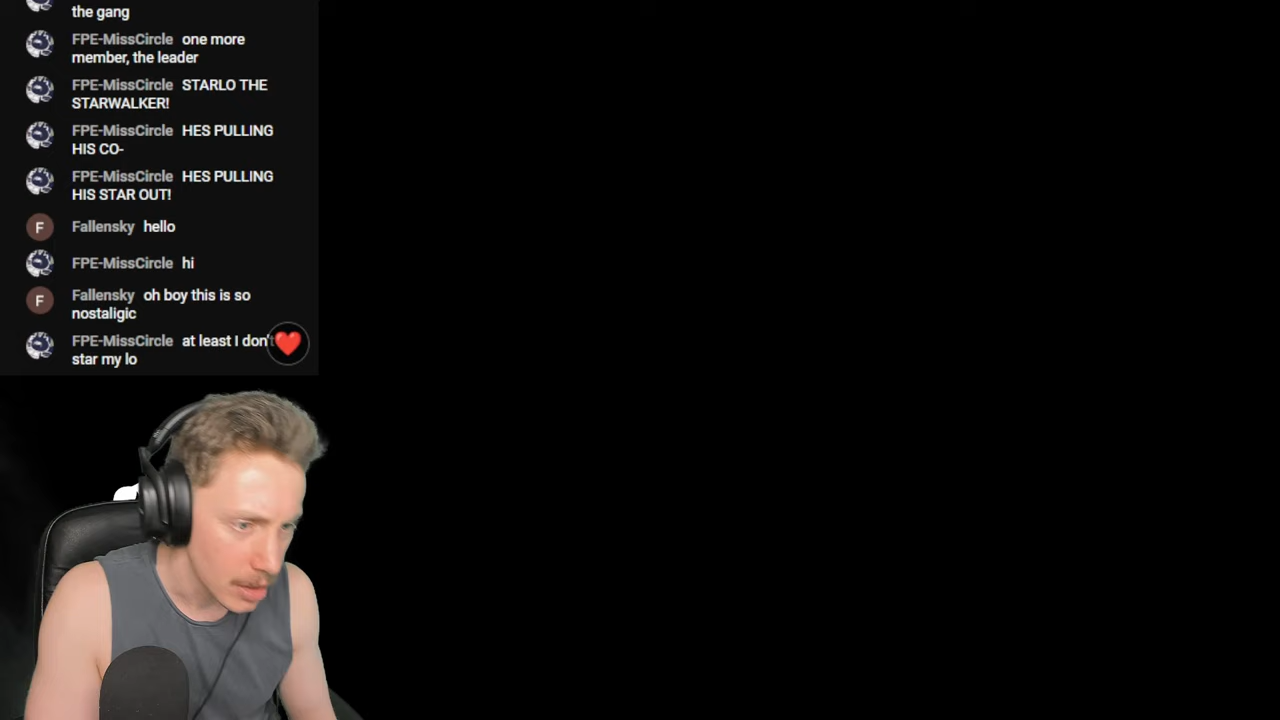 the gang
FPE-MissCircle one more
member, the leader
FPE-MissCircle STARLO THE
STARWALKER!
FPE-MissCircle HES PULLING
HIS CO-
FPE-MissCircle HES PULLING
HIS STAR OUT!
F Fallensky hello
FPE-MissCircle hi
F Fallensky oh boy this is so
nostaligic
FPE-MissCircle at least I don't
star my lo